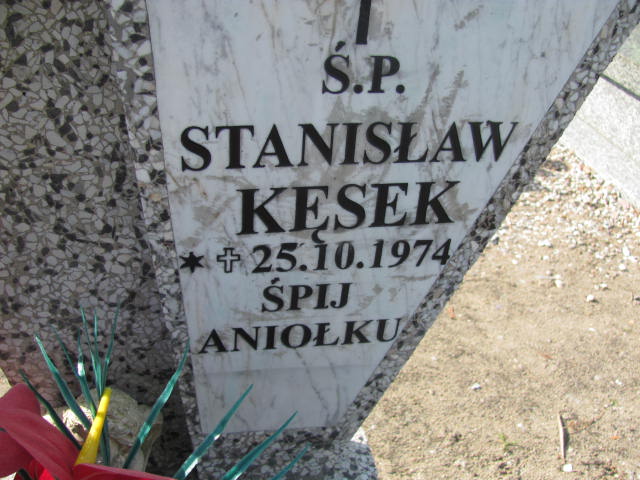 Ś.P.
STANISŁAW
KĘSEK
✶ ✝ 25.10.1974
ŚPIJ
ANIOŁKU